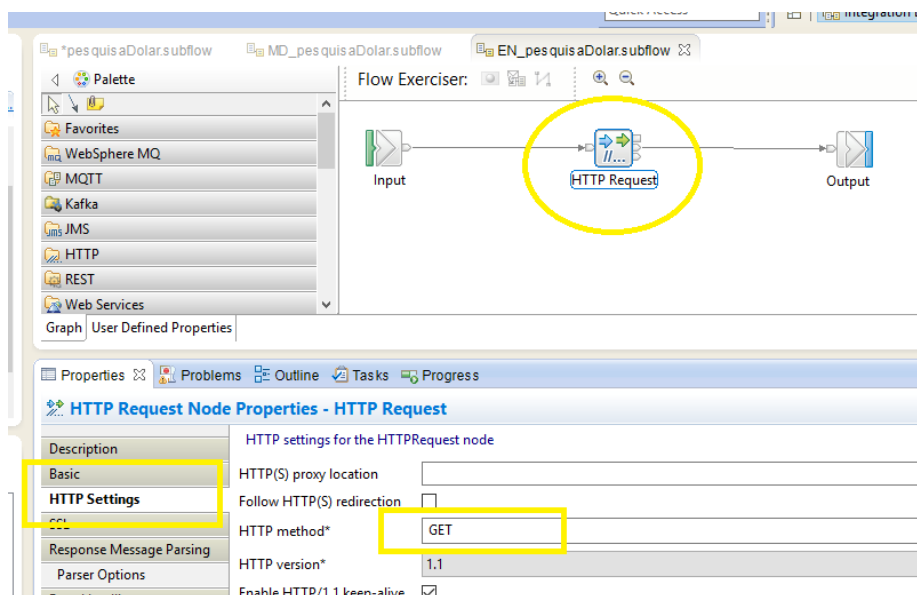 Integration
*pesquisaDolar.subflow MD_pesquisaDolar.subflow EN_pesquisaDolar.subflow
Palette Flow Exerciser:
Favorites
WebSphere MQ
MQTT
Kafka
JMS
HTTP
REST
Web Services
Input HTTP Request Output
Graph User Defined Properties
Properties Problems Outline Tasks Progress
HTTP Request Node Properties - HTTP Request
Description
Basic
HTTP Settings
SSL
Response Message Parsing
Parser Options
HTTP settings for the HTTPRequest node
HTTP(S) proxy location
Follow HTTP(S) redirection
HTTP method* GET
HTTP version* 1.1
Enable HTTP/1.1 keep-alive